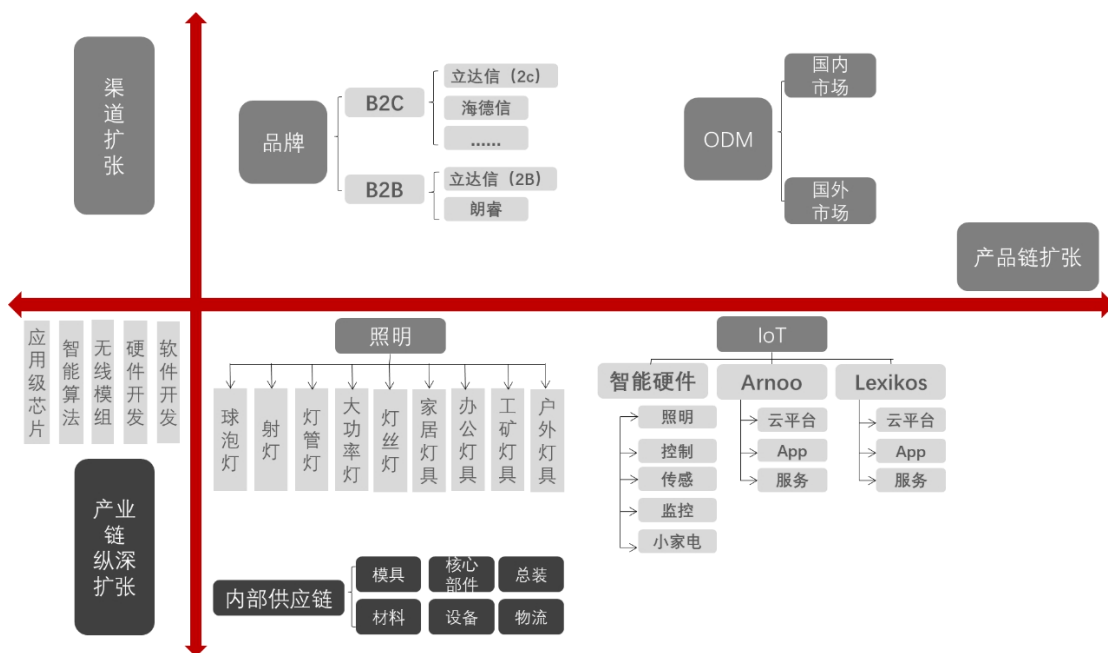 渠道扩张
品牌
B2C
立达信（2c）
海德信
......
B2B
立达信（2B）
朗睿
ODM
国内
市场
国外
市场
产品链扩张
应用级芯片
智能算法
无线模组
硬件开发
软件开发
照明
球泡灯
射灯
灯管灯
大功率灯
灯丝灯
家居灯具
办公灯具
工矿灯具
户外灯具
IoT
智能硬件
照明
控制
传感
监控
小家电
Arnoo
云平台
App
服务
Lexikos
云平台
App
服务
产业
链
纵深
扩张
内部供应链
模具
核心
部件
总装
材料
设备
物流